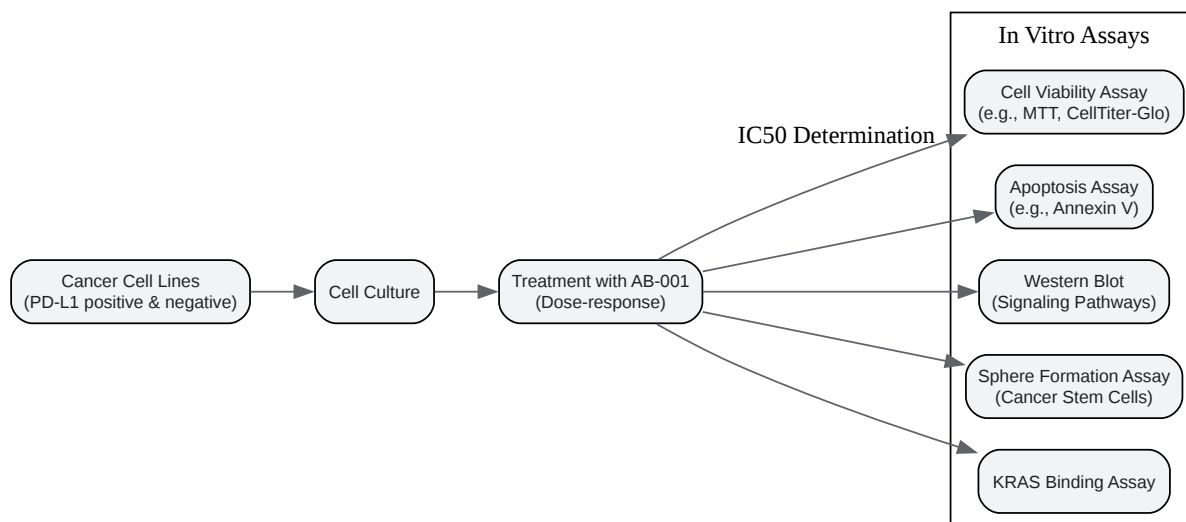 In Vitro Assays
Cell Viability Assay
(e.g., MTT, CellTiter-Glo)
IC50 Determination
Apoptosis Assay
(e.g., Annexin V)
Cancer Cell Lines
(PD-L1 positive & negative)
Cell Culture
Treatment with AB-001
(Dose-response)
Western Blot
(Signaling Pathways)
Sphere Formation Assay
(Cancer Stem Cells)
KRAS Binding Assay